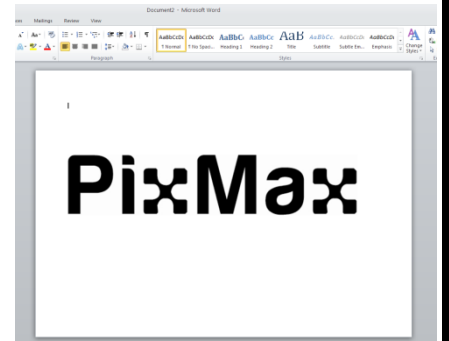 Document2 - Microsoft Word
Mailings Review View
AaBbCcDc AaBbCcDc AaBbC AaBbCc AaB AaBbCc. AaBbCcDc AaBbCcDc
¶ Normal ¶ No Spaci... Heading 1 Heading 2 Title Subtitle Subtle Em... Emphasis Change
Styles
Paragraph Styles
PixMax